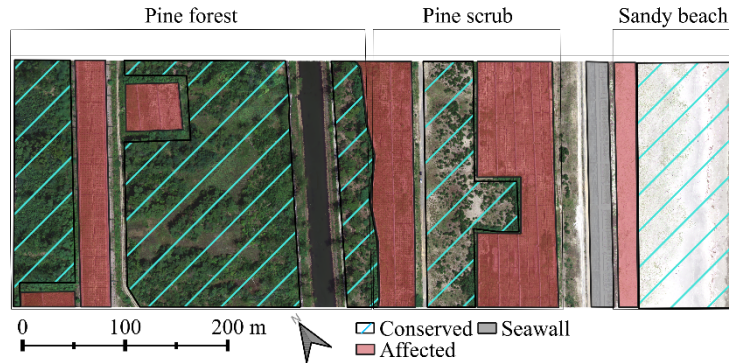 Pine forest Pine scrub Sandy beach
0 100 200 m
N
Conserved Seawall
Affected